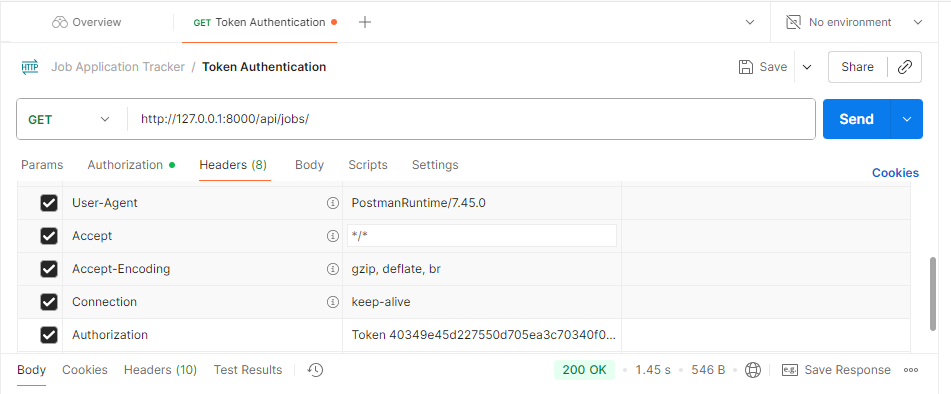 Overview GET Token Authentication No environment
HTTP Job Application Tracker / Token Authentication Save Share
GET http://127.0.0.1:8000/api/jobs/ Send
Params Authorization Headers (8) Body Scripts Settings
Cookies
User-Agent PostmanRuntime/7.45.0
Accept */*
Accept-Encoding gzip, deflate, br
Connection keep-alive
Authorization Token 40349e45d227550d705ea3c70340f0...
Body Cookies Headers (10) Test Results 200 OK • 1.45 s • 546 B • e.g. Save Response